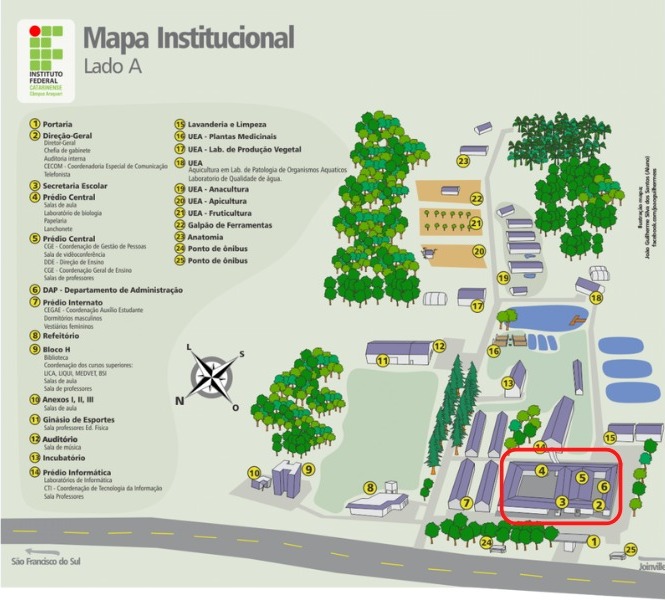 Mapa Institucional
Lado A
INSTITUTO
FEDERAL
CATARINENSE
Câmpus Araquari
1 Portaria
2 Direção-Geral
Diretor-Geral
Chefia de gabinete
Auditoria interna
CECOM - Coordenadoria Especial de Comunicação
Telefonista
3 Secretaria Escolar
4 Prédio Central
Salas de aula
Laboratório de biologia
Papelaria
Lanchonete
5 Prédio Central
CGE - Coordenação de Gestão de Pessoas
Sala de vidêoconferência
DDE - Direção de Ensino
CGE - Coordenação Geral de Ensino
Salas de professores
6 DAP - Departamento de Administração
7 Prédio Internato
CEGAE - Coordenação Auxílio Estudante
Dormitórios masculinos
Vestiários femininos
8 Refeitório
9 Bloco H
Biblioteca
Coordenação dos cursos superiores:
LICA, LIQUI, MEDVET, BSI
Salas de aula
Sala de professores
10 Anexos I, II, III
Salas de aula
11 Ginásio de Esportes
Sala professores Ed. Física
12 Auditório
Sala de música
13 Incubatório
14 Prédio Informática
Laboratórios de Informática
CTI - Coordenação de Tecnologia da Informação
Sala Professores
15 Lavanderia e Limpeza
16 UEA - Plantas Medicinais
17 UEA - Lab. de Produção Vegetal
18 UEA
Aquicultura em Lab. de Patologia de Organismos Aquaticos
Laboratorio de Qualidade de água.
19 UEA - Anacultura
20 UEA - Apicultura
21 UEA - Fruticultura
22 Galpão de Ferramentas
23 Anatomia
24 Ponto de ônibus
25 Ponto de ônibus
Ilustração mapa:
João Guilherme Silva dos Santos (Aluno)
23
22
21
20
19
18
17
16
15
14
13
12
11
10
9
8
7
4
5
6
3
2
1
24
25
L
S
N
O
São Francisco do Sul
Joinville